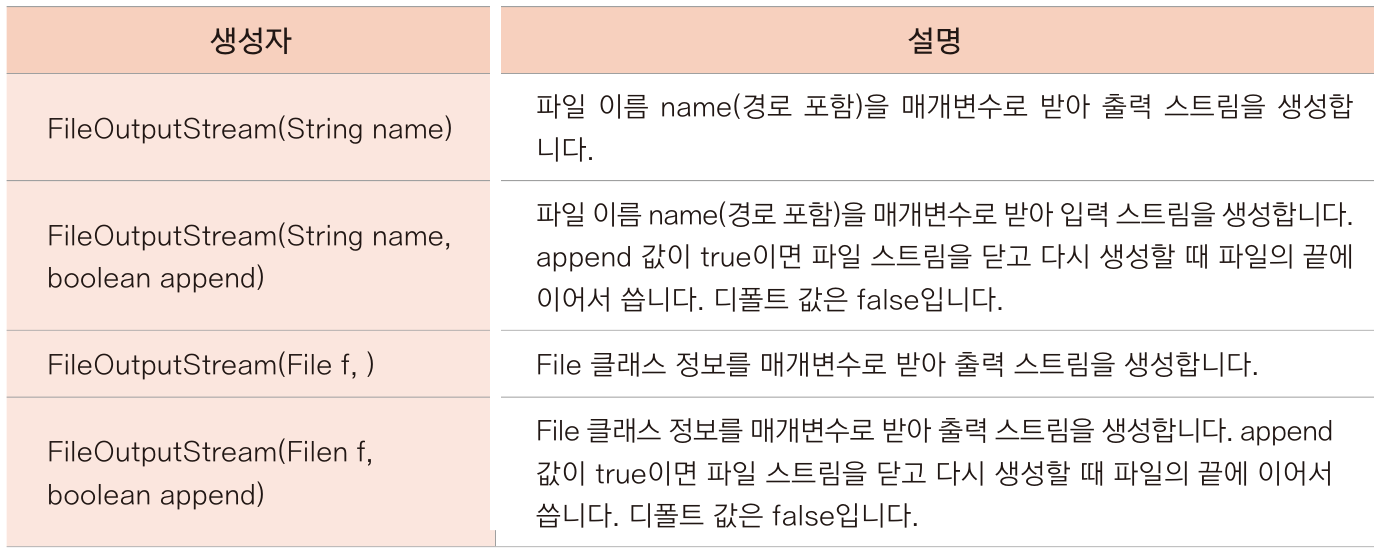 생성자
설명
FileOutputStream(String name)
파일 이름 name(경로 포함)을 매개변수로 받아 출력 스트림을 생성합
니다.
FileOutputStream(String name,
boolean append)
파일 이름 name(경로 포함)을 매개변수로 받아 입력 스트림을 생성합니다.
append 값이 true이면 파일 스트림을 닫고 다시 생성할 때 파일의 끝에
이어서 씁니다. 디폴트 값은 false입니다.
FileOutputStream(File f, )
File 클래스 정보를 매개변수로 받아 출력 스트림을 생성합니다.
FileOutputStream(Filen f,
boolean append)
File 클래스 정보를 매개변수로 받아 출력 스트림을 생성합니다. append
값이 true이면 파일 스트림을 닫고 다시 생성할 때 파일의 끝에 이어서
씁니다. 디폴트 값은 false입니다.